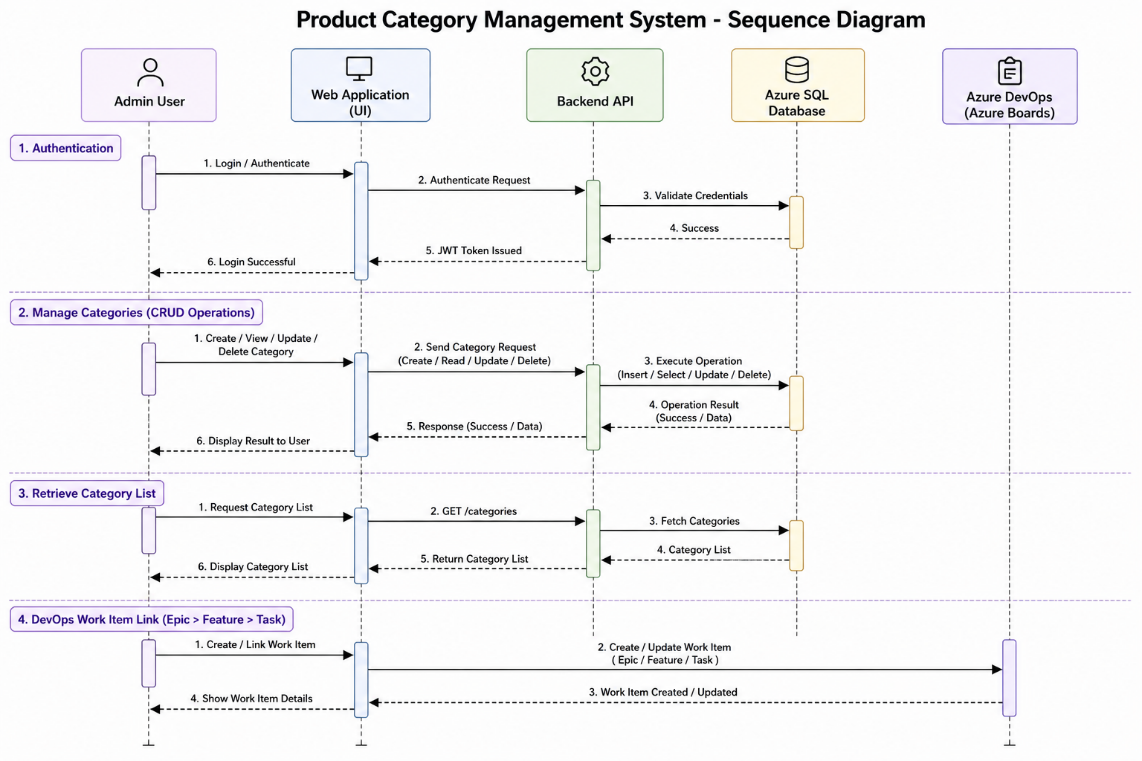 Product Category Management System - Sequence Diagram
Admin User
Web Application
(UI)
Backend API
Azure SQL
Database
Azure DevOps
(Azure Boards)
1. Authentication
1. Login / Authenticate
2. Authenticate Request
3. Validate Credentials
4. Success
5. JWT Token Issued
6. Login Successful
2. Manage Categories (CRUD Operations)
1. Create / View / Update /
Delete Category
2. Send Category Request
(Create / Read / Update / Delete)
3. Execute Operation
(Insert / Select / Update / Delete)
4. Operation Result
(Success / Data)
5. Response (Success / Data)
6. Display Result to User
3. Retrieve Category List
1. Request Category List
2. GET /categories
3. Fetch Categories
4. Category List
5. Return Category List
6. Display Category List
4. DevOps Work Item Link (Epic > Feature > Task)
1. Create / Link Work Item
2. Create / Update Work Item
( Epic / Feature / Task )
3. Work Item Created / Updated
4. Show Work Item Details